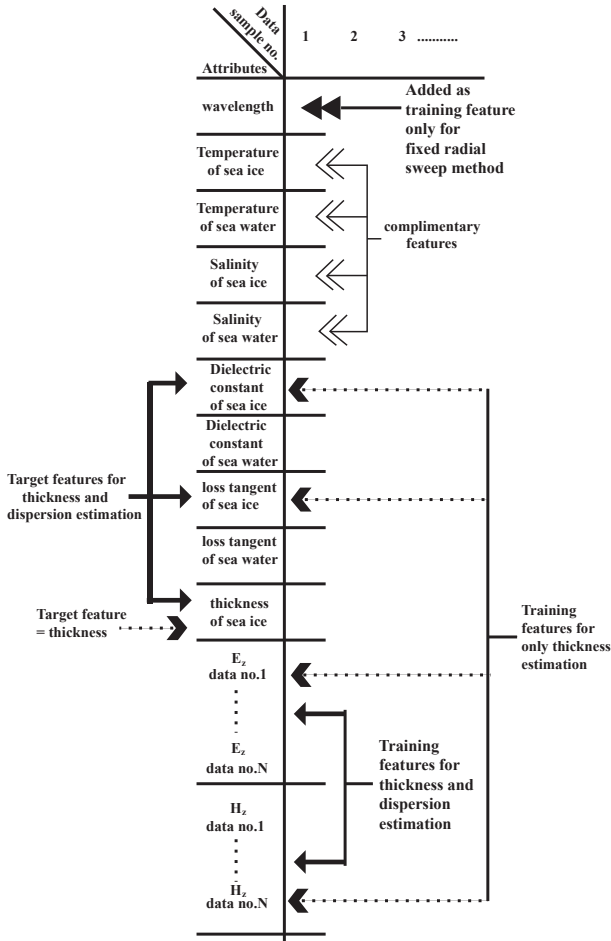 Data
sample no.
Attributes
1 2 3 ...........
wavelength
Added as
training feature
only for
fixed radial
sweep method
Temperature
of sea ice
Temperature
of sea water
Salinity
of sea ice
Salinity
of sea water
complimentary
features
Dielectric
constant
of sea ice
Dielectric
constant
of sea water
loss tangent
of sea ice
loss tangent
of sea water
thickness
of sea ice
Target features for
thickness and
dispersion estimation
Target feature
= thickness
Training
features for
only thickness
estimation
E_z
data no.1
E_z
data no.N
Training
features for
thickness and
dispersion
estimation
H_z
data no.1
H_z
data no.N